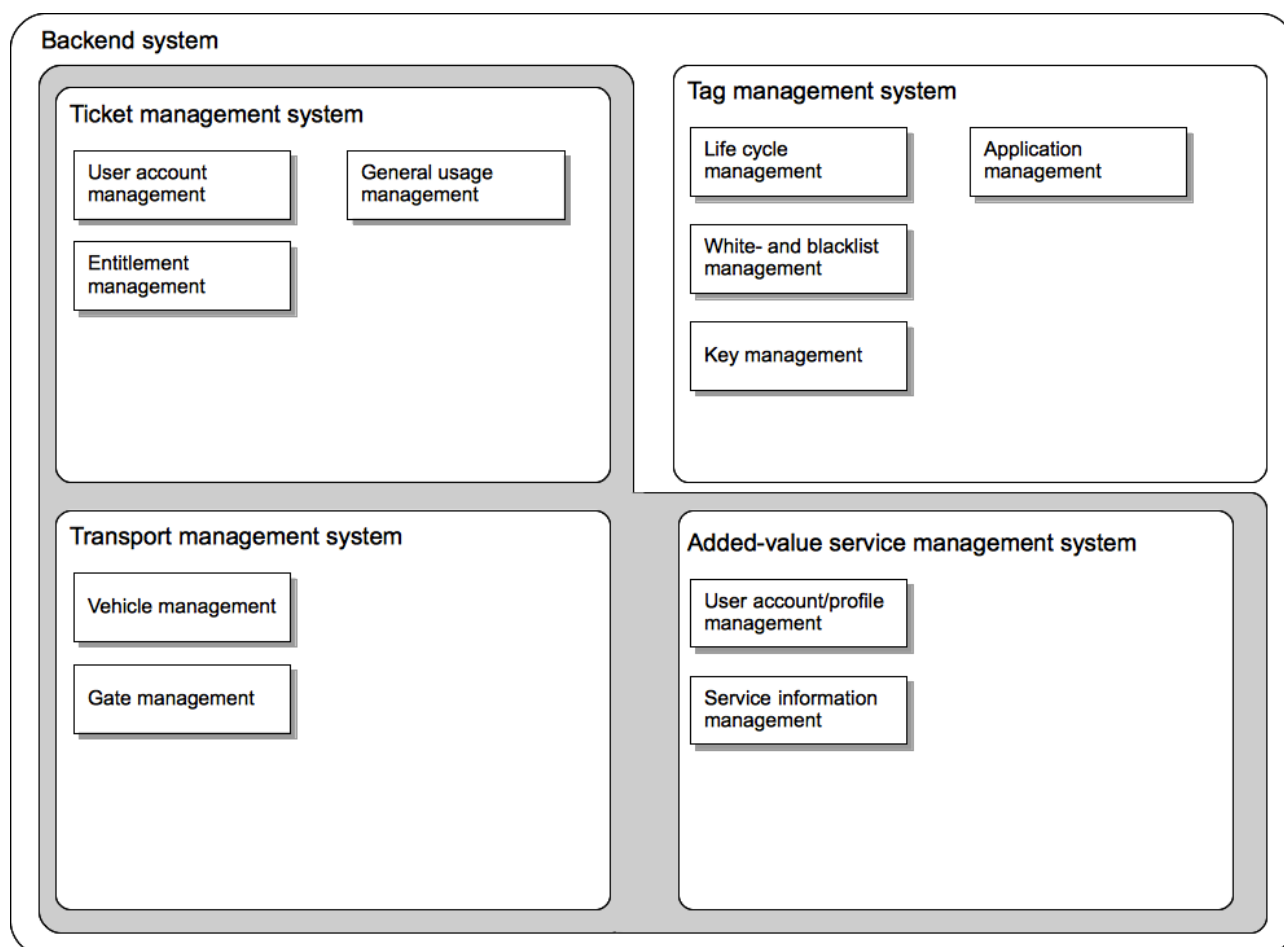 Backend system
Ticket management system
User account
management
General usage
management
Entitlement
management
Tag management system
Life cycle
management
Application
management
White- and blacklist
management
Key management
Transport management system
Vehicle management
Gate management
Added-value service management system
User account/profile
management
Service information
management